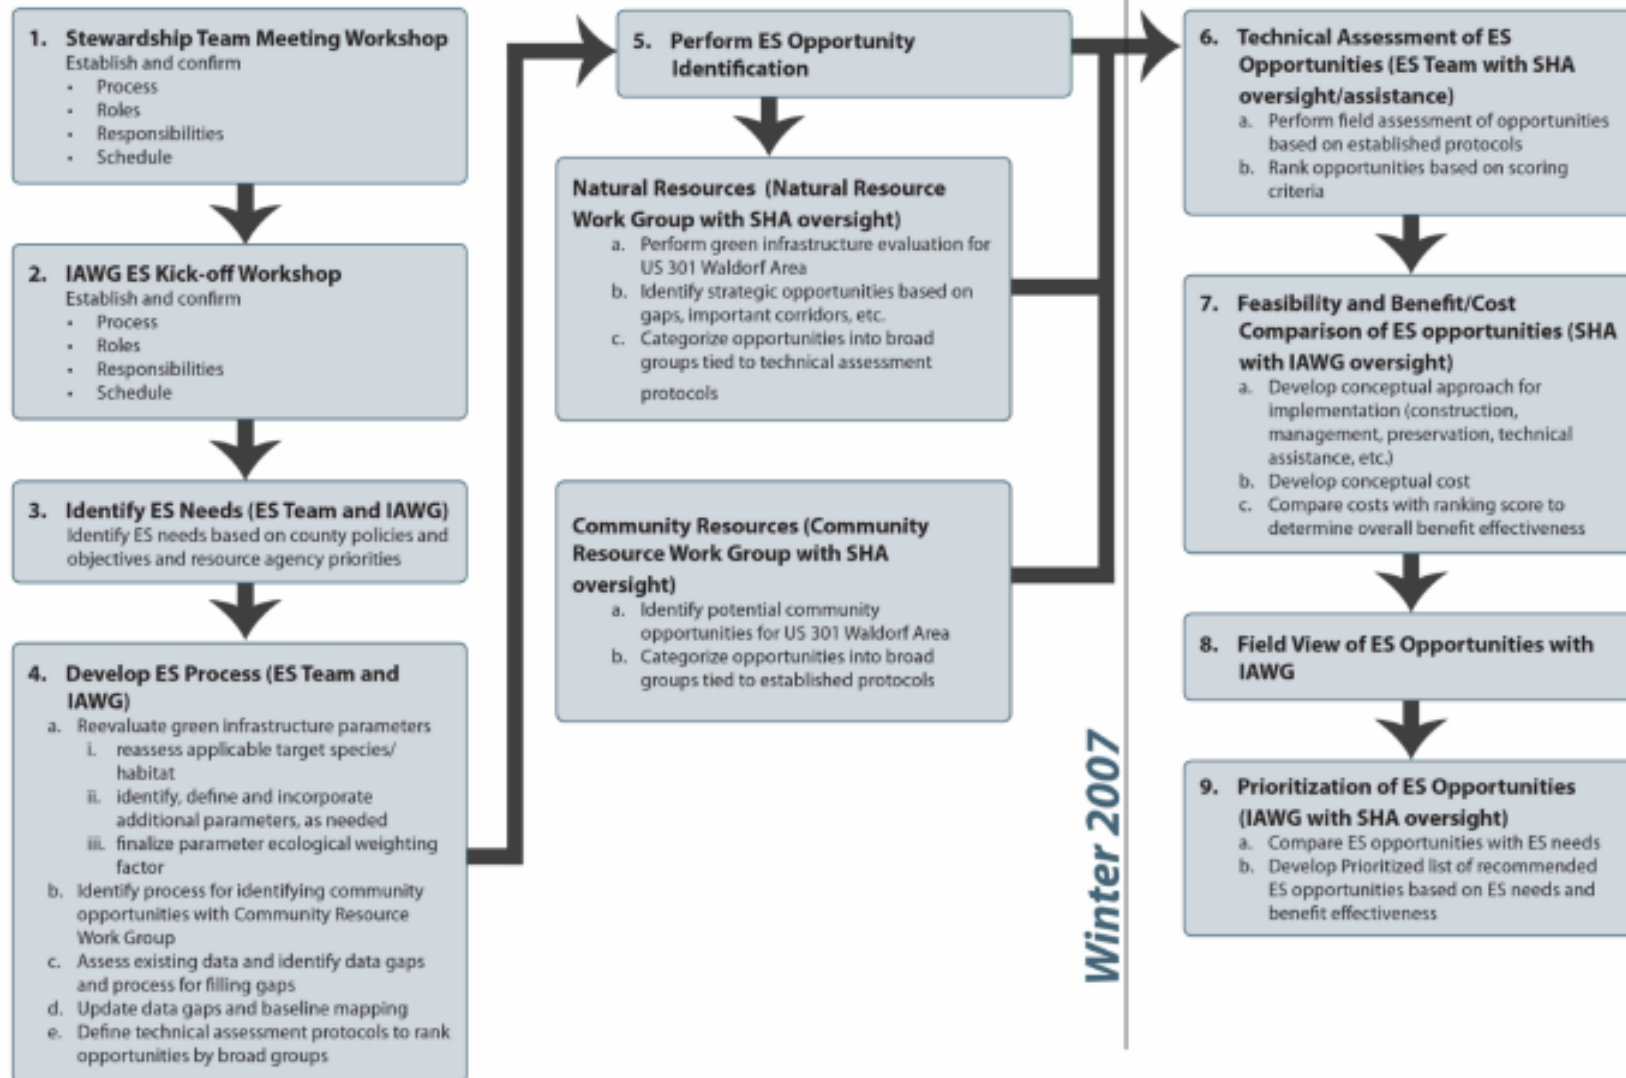 1. Stewardship Team Meeting Workshop
Establish and confirm
• Process
• Roles
• Responsibilities
• Schedule
2. IAWG ES Kick-off Workshop
Establish and confirm
• Process
• Roles
• Responsibilities
• Schedule
3. Identify ES Needs (ES Team and IAWG)
Identify ES needs based on county policies and
objectives and resource agency priorities
4. Develop ES Process (ES Team and
IAWG)
a. Reevaluate green infrastructure parameters
i. reassess applicable target species/
habitat
ii. identify, define and incorporate
additional parameters, as needed
iii. finalize parameter ecological weighting
factor
b. Identify process for identifying community
opportunities with Community Resource
Work Group
c. Assess existing data and identify data gaps
and process for filling gaps
d. Update data gaps and baseline mapping
e. Define technical assessment protocols to rank
opportunities by broad groups
5. Perform ES Opportunity
Identification
Natural Resources (Natural Resource
Work Group with SHA oversight)
a. Perform green infrastructure evaluation for
US 301 Waldorf Area
b. Identify strategic opportunities based on
gaps, important corridors, etc.
c. Categorize opportunities into broad
groups tied to technical assessment
protocols
Community Resources (Community
Resource Work Group with SHA
oversight)
a. Identify potential community
opportunities for US 301 Waldorf Area
b. Categorize opportunities into broad
groups tied to established protocols
Winter 2007
6. Technical Assessment of ES
Opportunities (ES Team with SHA
oversight/assistance)
a. Perform field assessment of opportunities
based on established protocols
b. Rank opportunities based on scoring
criteria
7. Feasibility and Benefit/Cost
Comparison of ES opportunities (SHA
with IAWG oversight)
a. Develop conceptual approach for
implementation (construction,
management, preservation, technical
assistance, etc.)
b. Develop conceptual cost
c. Compare costs with ranking score to
determine overall benefit effectiveness
8. Field View of ES Opportunities with
IAWG
9. Prioritization of ES Opportunities
(IAWG with SHA oversight)
a. Compare ES opportunities with ES needs
b. Develop Prioritized list of recommended
ES opportunities based on ES needs and
benefit effectiveness